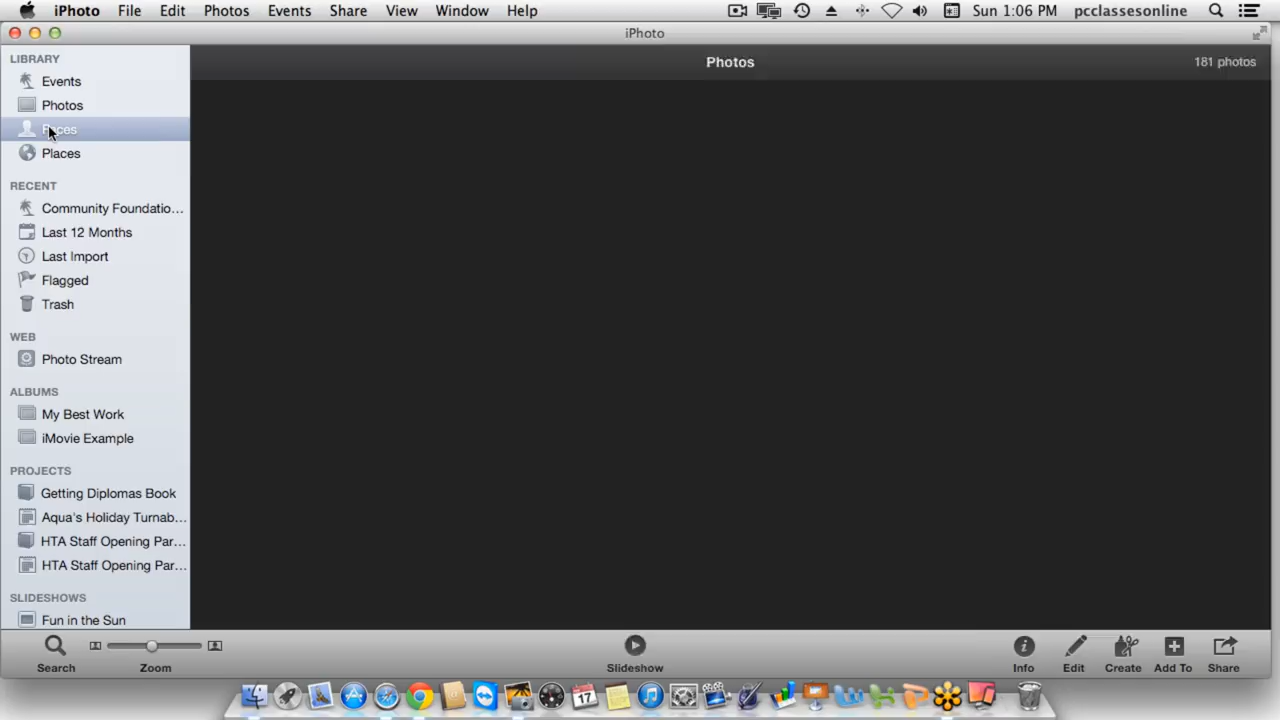 iPhoto File Edit Photos Events Share View Window Help Sun 1:06 PM pcclassesonline
iPhoto
LIBRARY
Events
Photos
Faces
Places
RECENT
Community Foundatio...
Last 12 Months
Last Import
Flagged
Trash
WEB
Photo Stream
ALBUMS
My Best Work
iMovie Example
PROJECTS
Getting Diplomas Book
Aqua's Holiday Turnab...
HTA Staff Opening Par...
HTA Staff Opening Par...
SLIDESHOWS
Fun in the Sun
Photos 181 photos
Search Zoom Slideshow Info Edit Create Add To Share
17